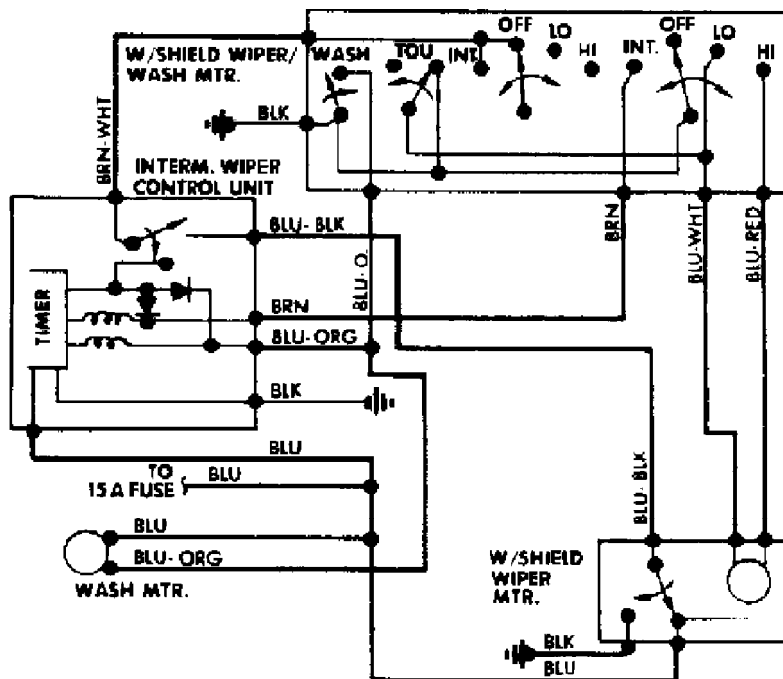 OFF
OFF
LO
LO
W/SHIELD WIPER/
WASH MTR.
WASH
TOU
INT.
HI
INT.
HI
BLK
BRN-WHT
INTERM. WIPER
CONTROL UNIT
BLU-BLK
BLU-O.
BRN
BLU-WHT
BLU-RED
TIMER
BRN
BLU-ORG
BLK
BLU
TO
15 A FUSE
BLU
BLU-BLK
BLU
BLU-ORG
WASH MTR.
W/SHIELD
WIPER
MTR.
BLK
BLU